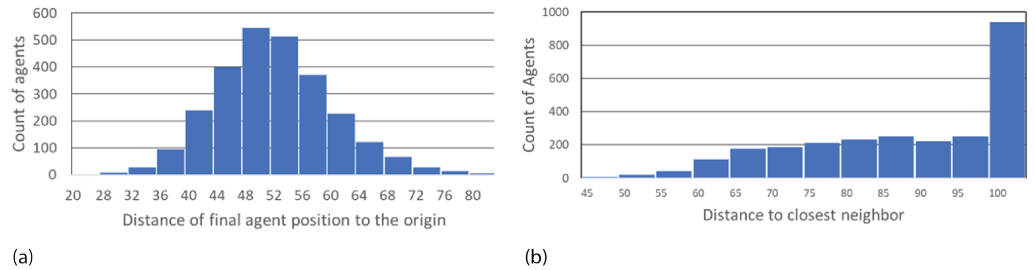 600
500
400
300
200
100
0
Count of agents
20 28 32 36 40 44 48 52 56 60 64 68 72 76 80
Distance of final agent position to the origin
(a)
1000
800
600
400
200
0
Count of Agents
45 50 55 60 65 70 75 80 85 90 95 100
Distance to closest neighbor
(b)